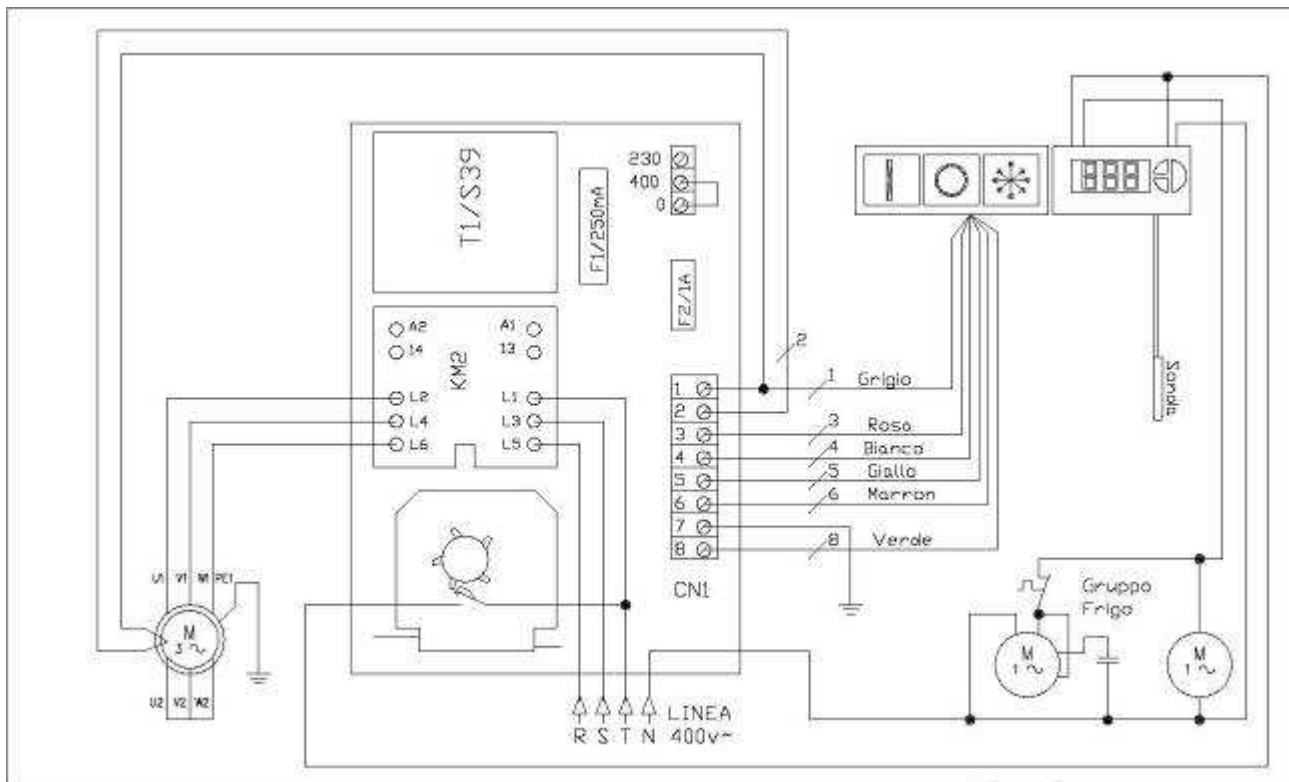 T1/S39
F1/250mA
230
400
0
F2/1A
A2
A1
14
13
KM2
L2
L1
L4
L3
L6
L5
2
1
1 Grigio
2
3
3 Rosa
4
4 Bianco
5
5 Giallo
6
6 Marron
7
8
8 Verde
CN1
Sonda
U1 V1 W1 PE1
M
3 ~
U2 V2 W2
Gruppo
Frigo
M
1 ~
M
1 ~
LINEA
R S T N 400v~